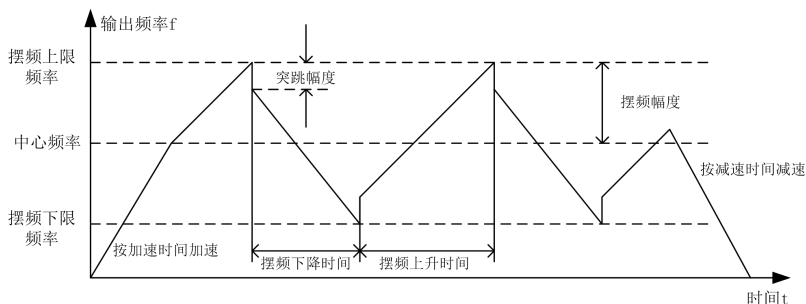 输出频率f
摆频上限
频率
突跳幅度
摆频幅度
中心频率
按减速时间减速
摆频下限
频率
按加速时间加速
摆频下降时间
摆频上升时间
时间t